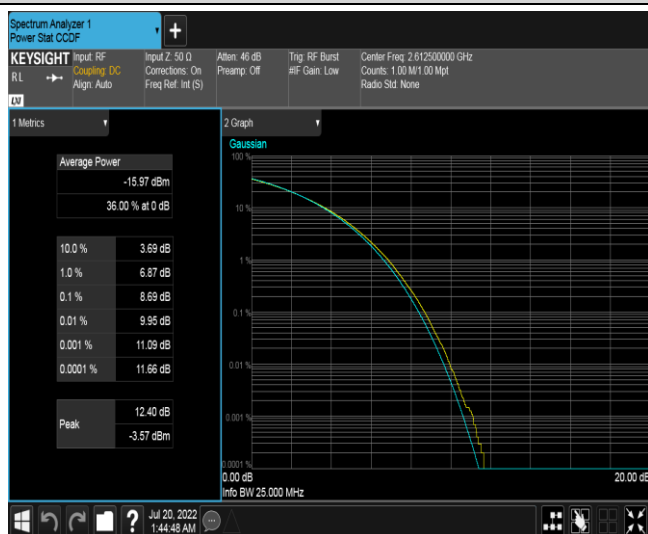 Spectrum Analyzer 1
Power Stat CCDF
+
KEYSIGHT
RL
LXI
Input: RF
Coupling: DC
Align: Auto
Input Z: 50 Ω
Corrections: On
Freq Ref: Int (S)
Atten: 46 dB
Preamp: Off
Trig: RF Burst
#IF Gain: Low
Center Freq: 2.612500000 GHz
Counts: 1.00 M/1.00 Mpt
Radio Std: None
1 Metrics
Average Power
-15.97 dBm
36.00 % at 0 dB
10.0 % 3.69 dB
1.0 % 6.87 dB
0.1 % 8.69 dB
0.01 % 9.95 dB
0.001 % 11.09 dB
0.0001 % 11.66 dB
Peak
12.40 dB
-3.57 dBm
2 Graph
Gaussian
100 %
10 %
1 %
0.1 %
0.01 %
0.001 %
0.0001 %
0.00 dB 20.00 dB
Info BW 25.000 MHz
?
Jul 20, 2022
1:44:48 AM